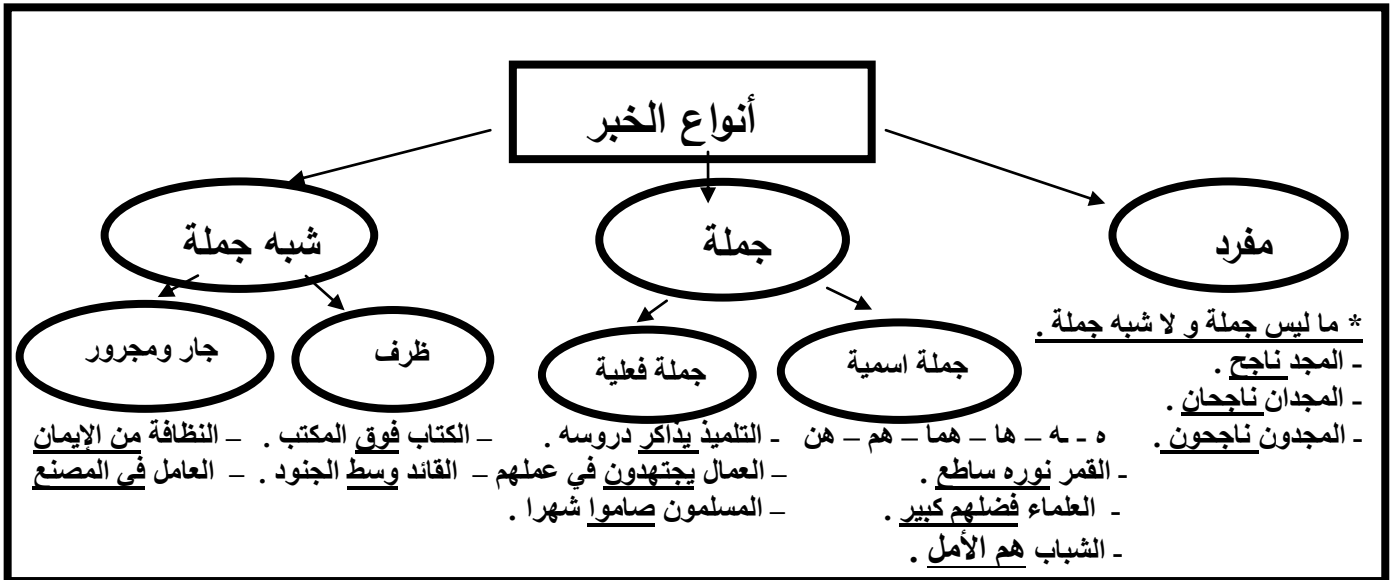 أنواع الخبر
مفرد
جملة
شبه جملة
* ما ليس جملة و لا شبه جملة .
- المجد ناجح .
- المجدان ناجحان .
- المجدون ناجحون .
جملة اسمية
ه - ـه – ها – هما – هم – هن
- القمر نوره ساطع .
- العلماء فضلهم كبير .
- الشباب هم الأمل .
جملة فعلية
- التلميذ يذاكر دروسه .
– العمال يجتهدون في عملهم
– المسلمون صاموا شهرا .
ظرف
– الكتاب فوق المكتب .
– القائد وسط الجنود .
جار ومجرور
– النظافة من الإيمان
– العامل في المصنع